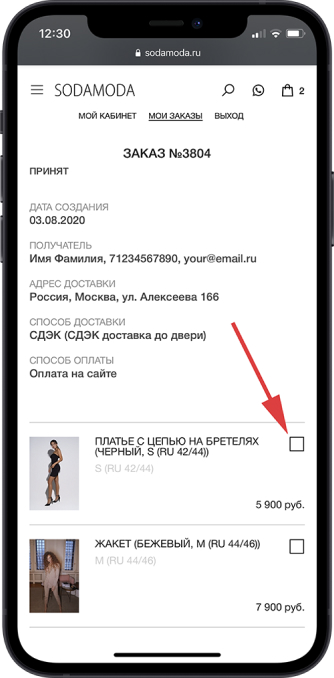 12:30
sodamoda.ru
SODAMODA
2
МОЙ КАБИНЕТ МОИ ЗАКАЗЫ ВЫХОД
ЗАКАЗ №3804
ПРИНЯТ
ДАТА СОЗДАНИЯ
03.08.2020
ПОЛУЧАТЕЛЬ
Имя Фамилия, 71234567890, your@email.ru
АДРЕС ДОСТАВКИ
Россия, Москва, ул. Алексеева 166
СПОСОБ ДОСТАВКИ
СДЭК (СДЭК доставка до двери)
СПОСОБ ОПЛАТЫ
Оплата на сайте
ПЛАТЬЕ С ЦЕПЬЮ НА БРЕТЕЛЯХ
(ЧЕРНЫЙ, S (RU 42/44))
S (RU 42/44)
5 900 руб.
ЖАКЕТ (БЕЖЕВЫЙ, M (RU 44/46))
M (RU 44/46)
7 900 руб.